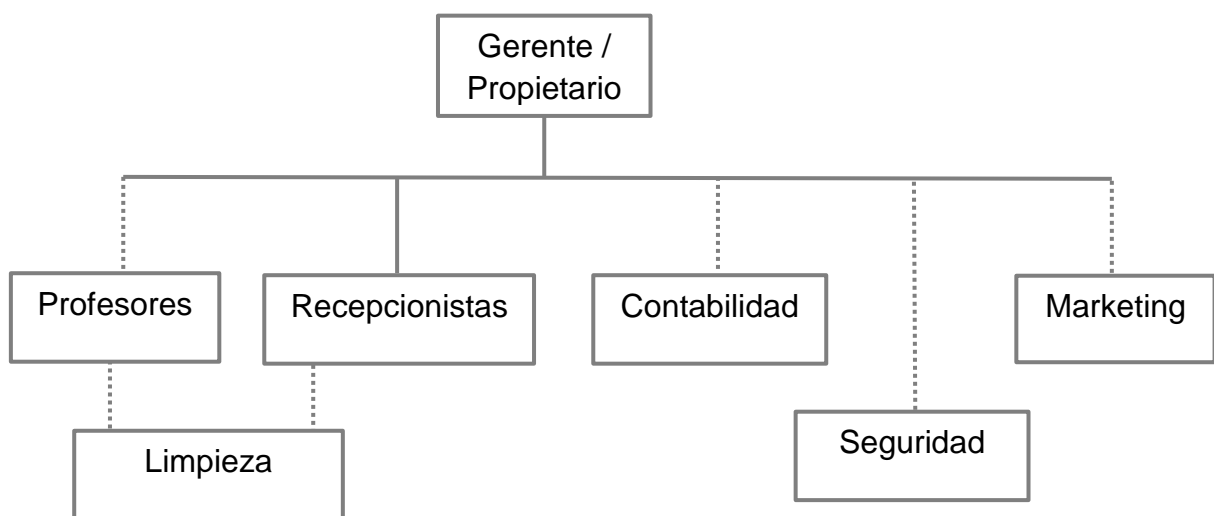 Gerente /
Propietario
Profesores
Recepcionistas
Contabilidad
Marketing
Limpieza
Seguridad